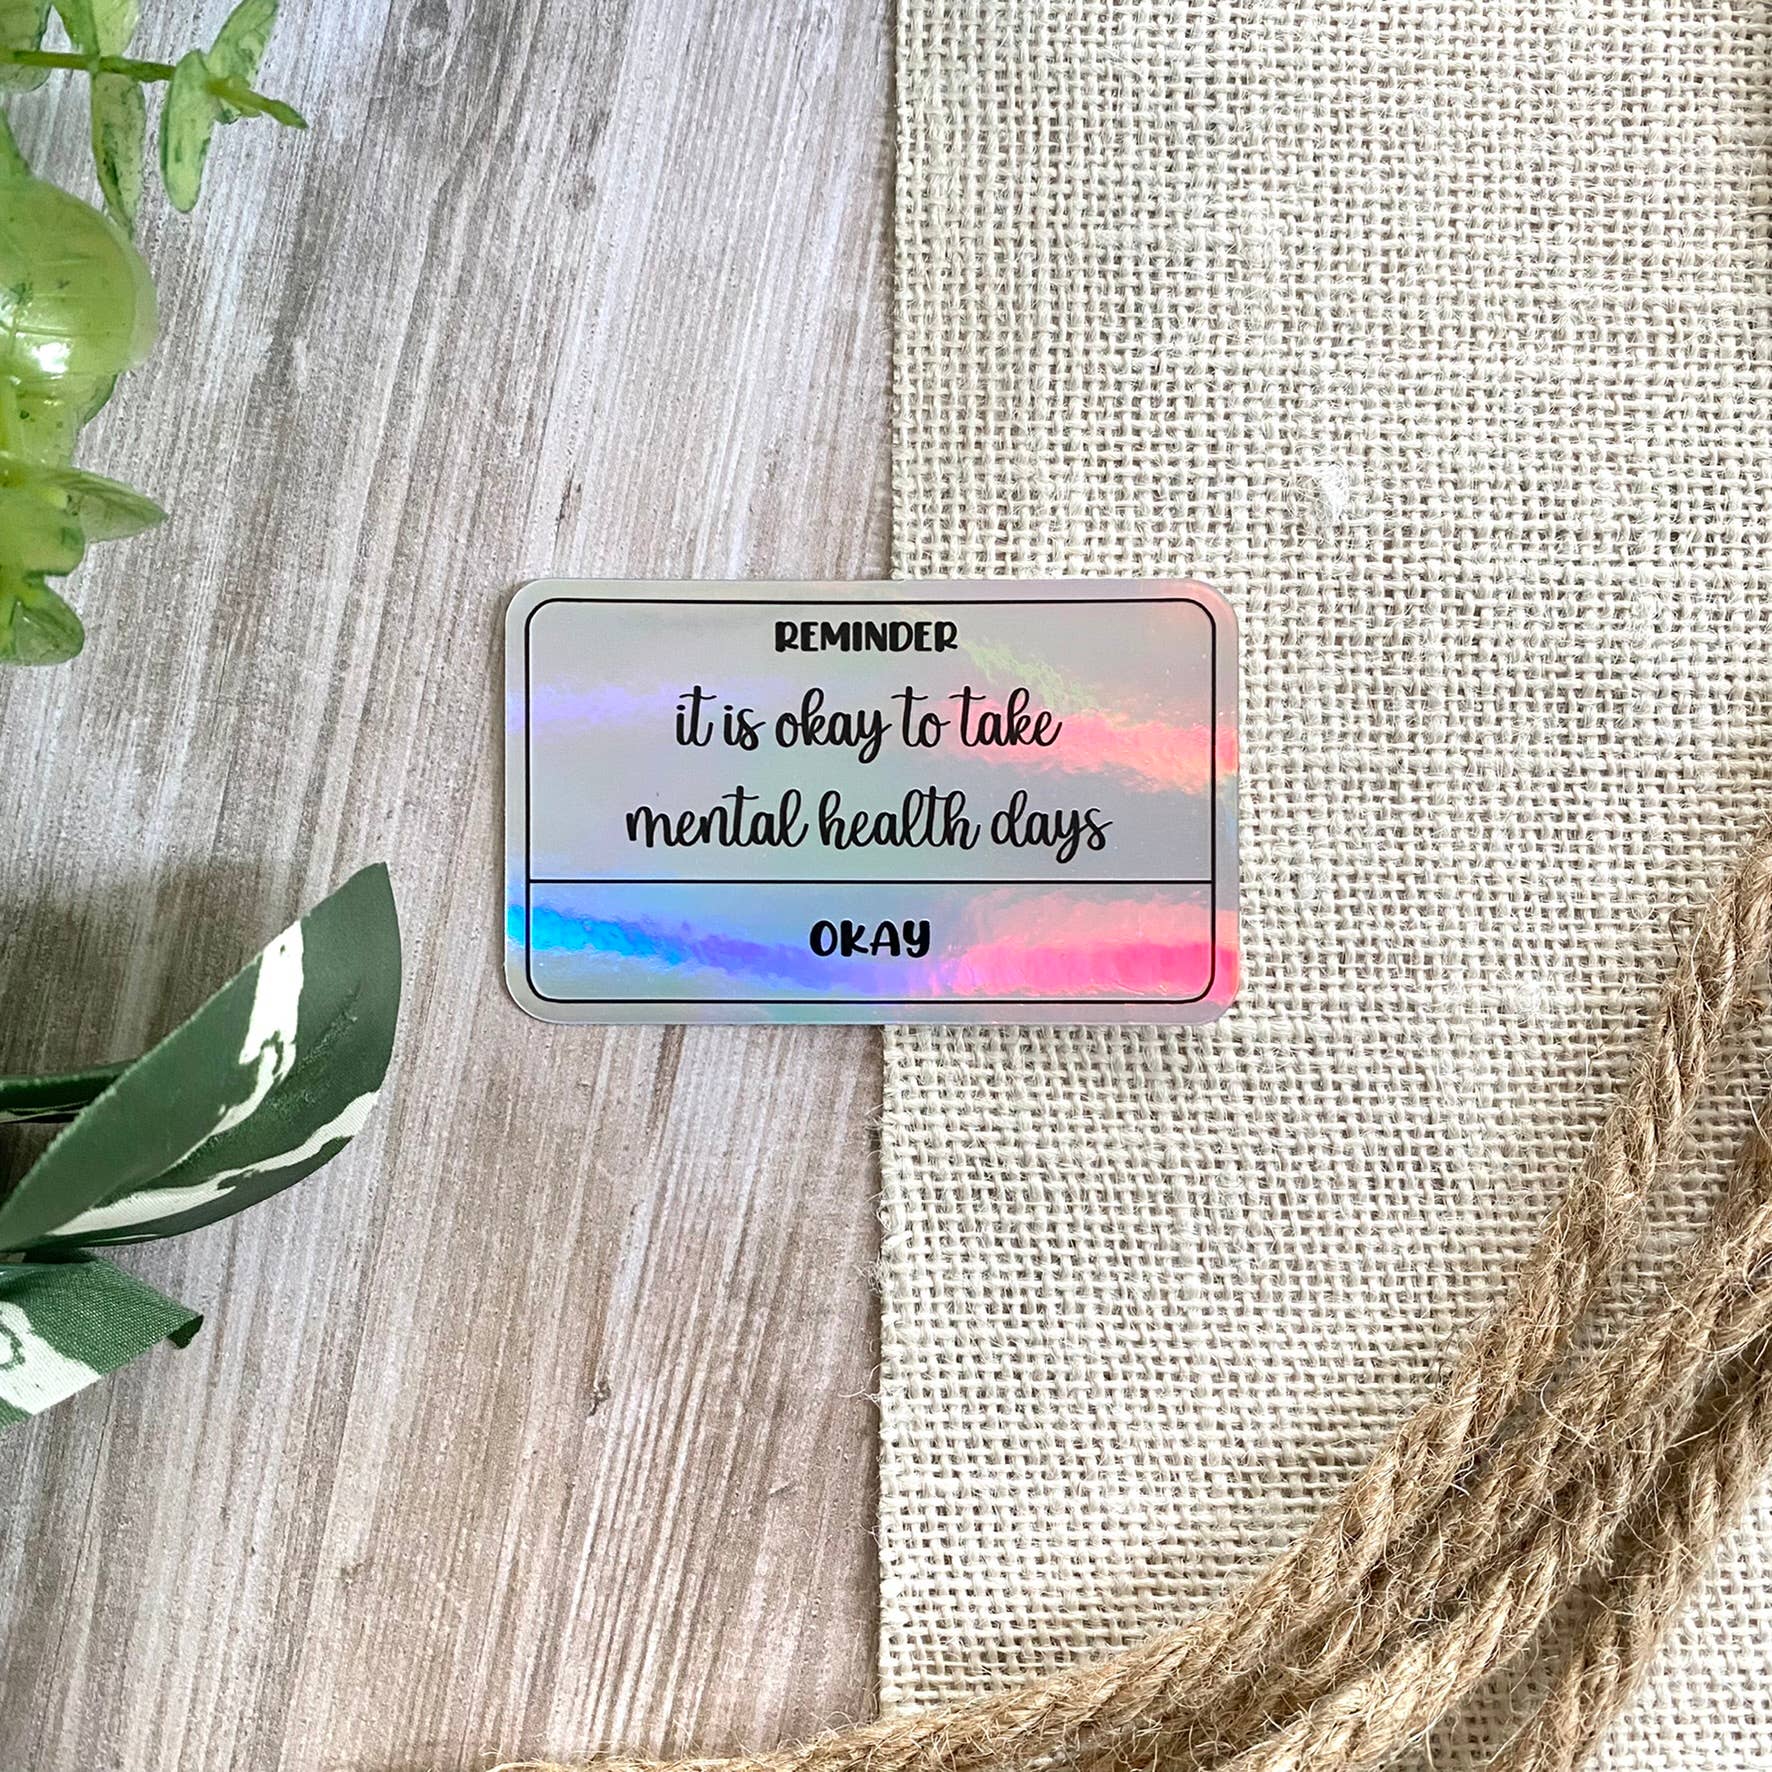 REMINDER
it is okay to take
mental health days
OKAY